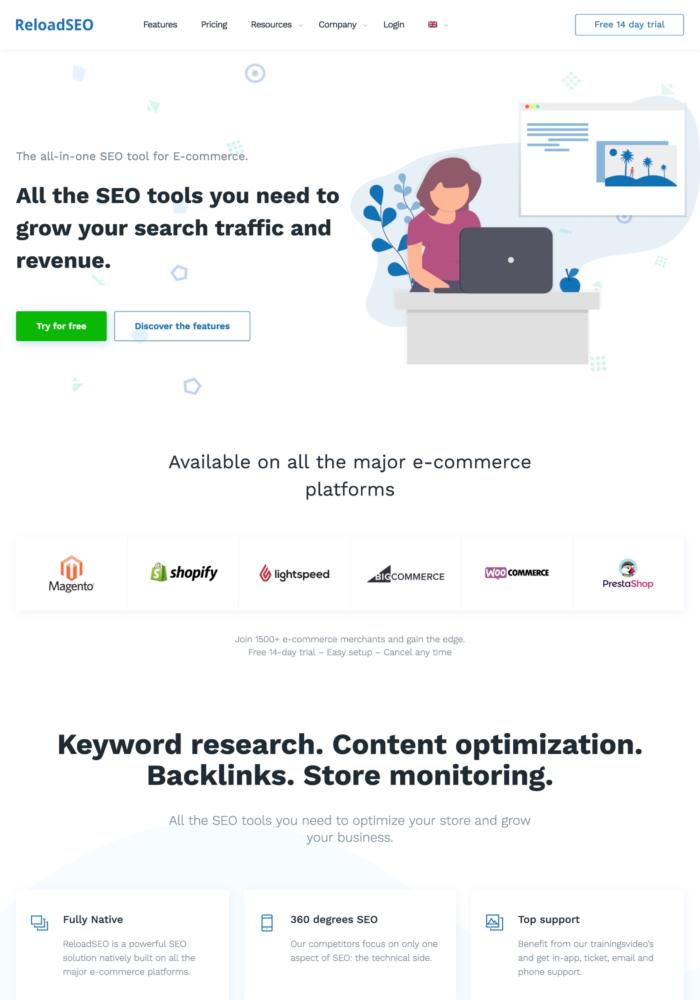 ReloadSEO
Features
Pricing
Resources
Company
Login
Free 14 day trial
The all-in-one SEO tool for E-commerce.
All the SEO tools you need to
grow your search traffic and
revenue.
Try for free
Discover the features
Available on all the major e-commerce
platforms
Magento
shopify
lightspeed
BIGCOMMERCE
WOO COMMERCE
PrestaShop
Join 1500+ e-commerce merchants and gain the edge.
Free 14-day trial – Easy setup – Cancel any time
Keyword research. Content optimization.
Backlinks. Store monitoring.
All the SEO tools you need to optimize your store and grow
your business.
Fully Native
ReloadSEO is a powerful SEO
solution natively built on all the
major e-commerce platforms.
360 degrees SEO
Our competitors focus on only one
aspect of SEO: the technical side.
Top support
Benefit from our trainingsvideo's
and get in-app, ticket, email and
phone support.